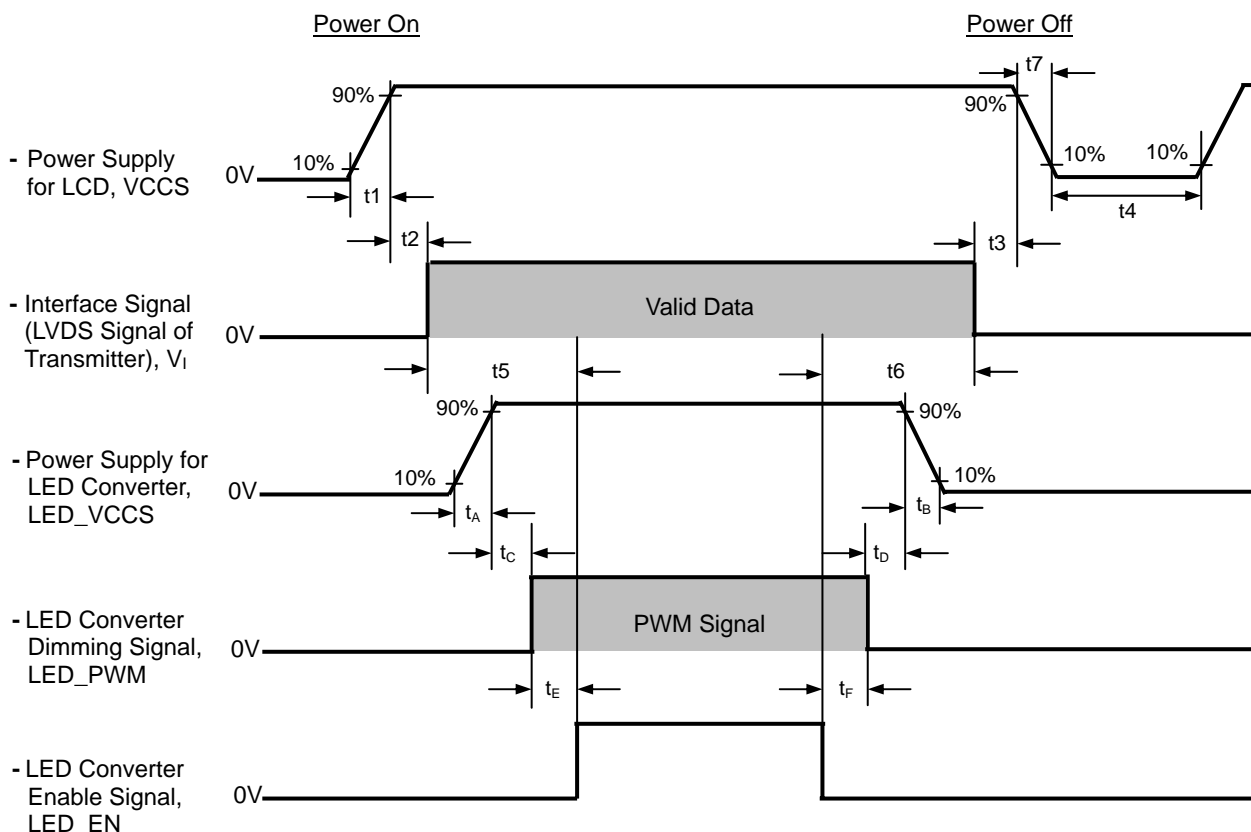 Power On
Power Off
t7
90%
90%
- Power Supply
for LCD, VCCS
10%
10%
10%
0V
t1
t4
t2
t3
- Interface Signal
(LVDS Signal of
Transmitter), VI
0V
Valid Data
t5
t6
90%
90%
- Power Supply for
LED Converter,
LED_VCCS
10%
10%
0V
tA
tB
tC
tD
- LED Converter
Dimming Signal,
LED_PWM
0V
PWM Signal
tE
tF
- LED Converter
Enable Signal,
LED_EN
0V